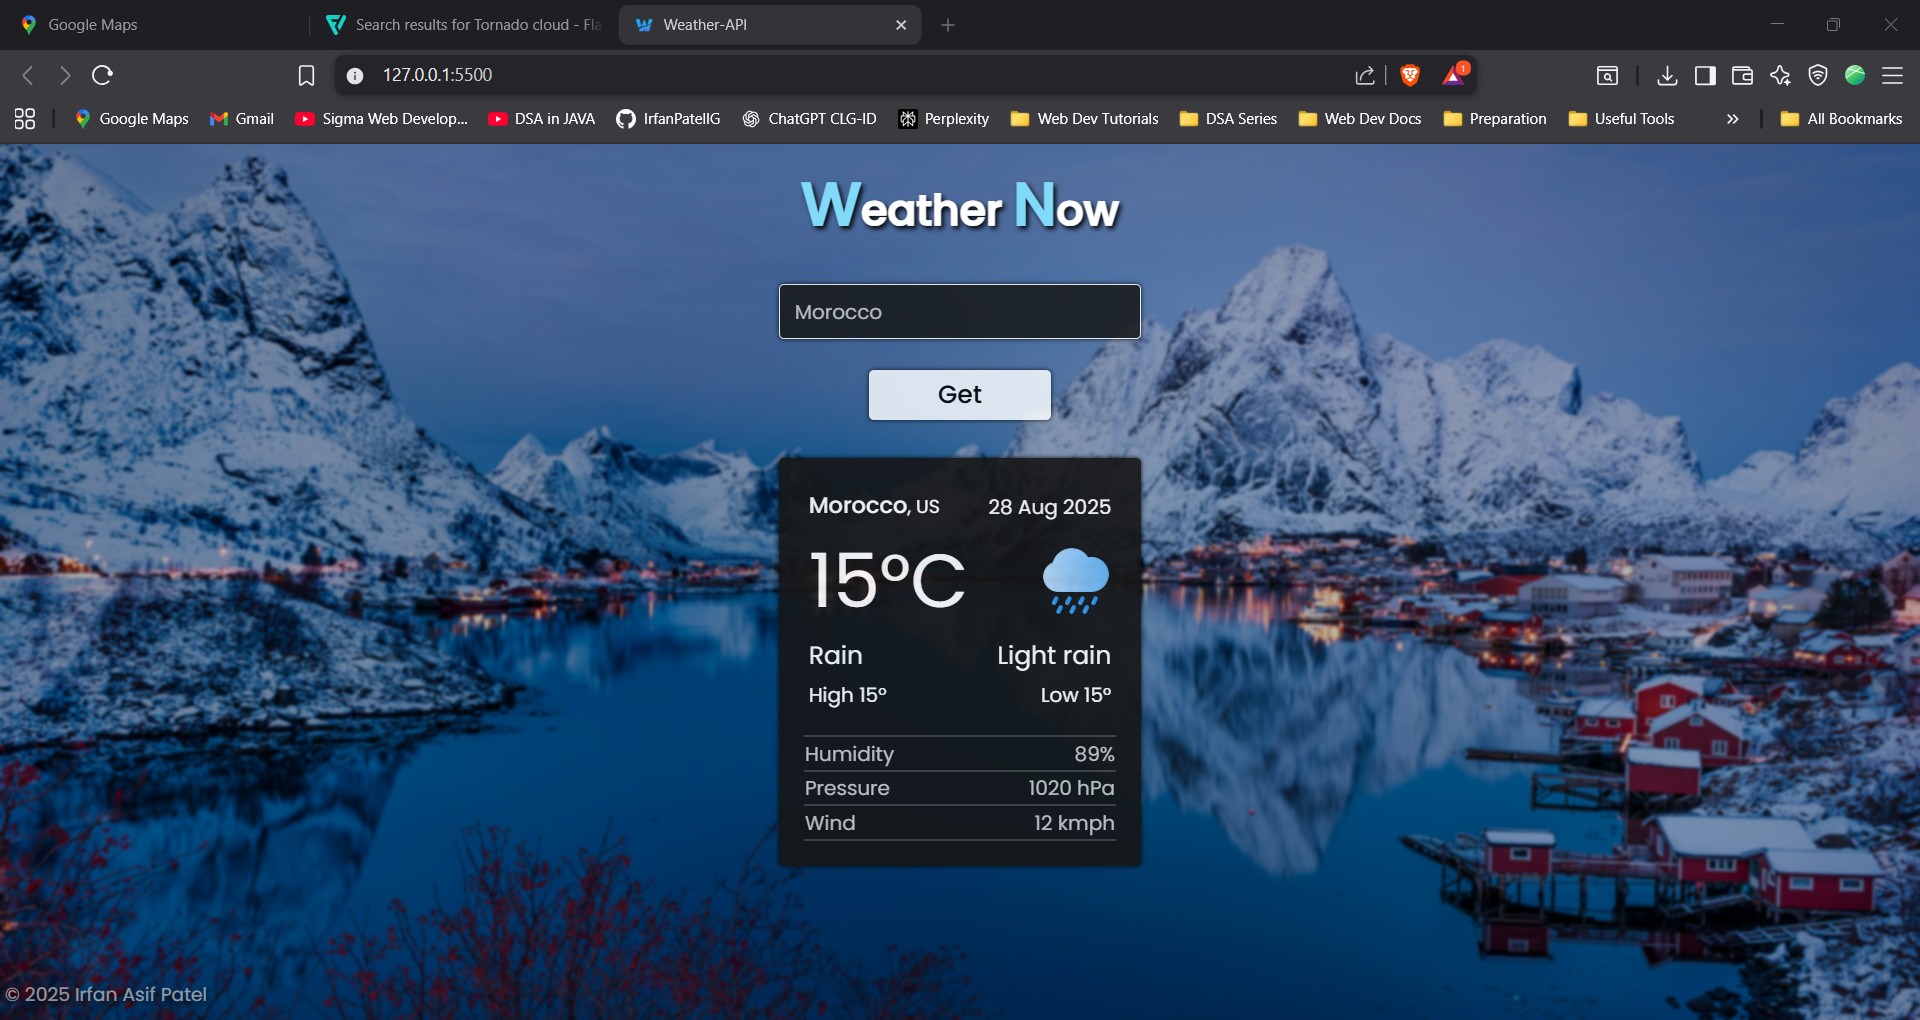 Google Maps
Search results for Tornado cloud - Fla
Weather-API
127.0.0.1:5500
1
Google Maps
Gmail
Sigma Web Develop...
DSA in JAVA
IrfanPatelIG
ChatGPT CLG-ID
Perplexity
Web Dev Tutorials
DSA Series
Web Dev Docs
Preparation
Useful Tools
All Bookmarks
Weather Now
Morocco
Get
Morocco, US 28 Aug 2025
15°C
Rain Light rain
High 15° Low 15°
Humidity 89%
Pressure 1020 hPa
Wind 12 kmph
© 2025 Irfan Asif Patel